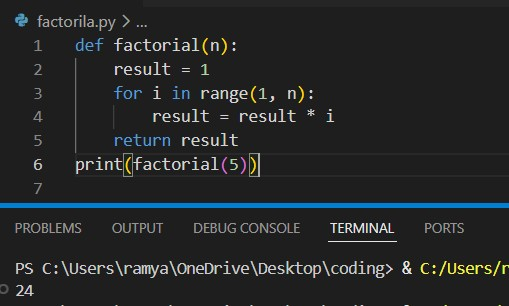 factorila.py > ...
1 def factorial(n):
2     result = 1
3     for i in range(1, n):
4         result = result * i
5     return result
6 print(factorial(5))
7
PROBLEMS OUTPUT DEBUG CONSOLE TERMINAL PORTS
PS C:\Users\ramya\OneDrive\Desktop\coding> & C:/Users/
24